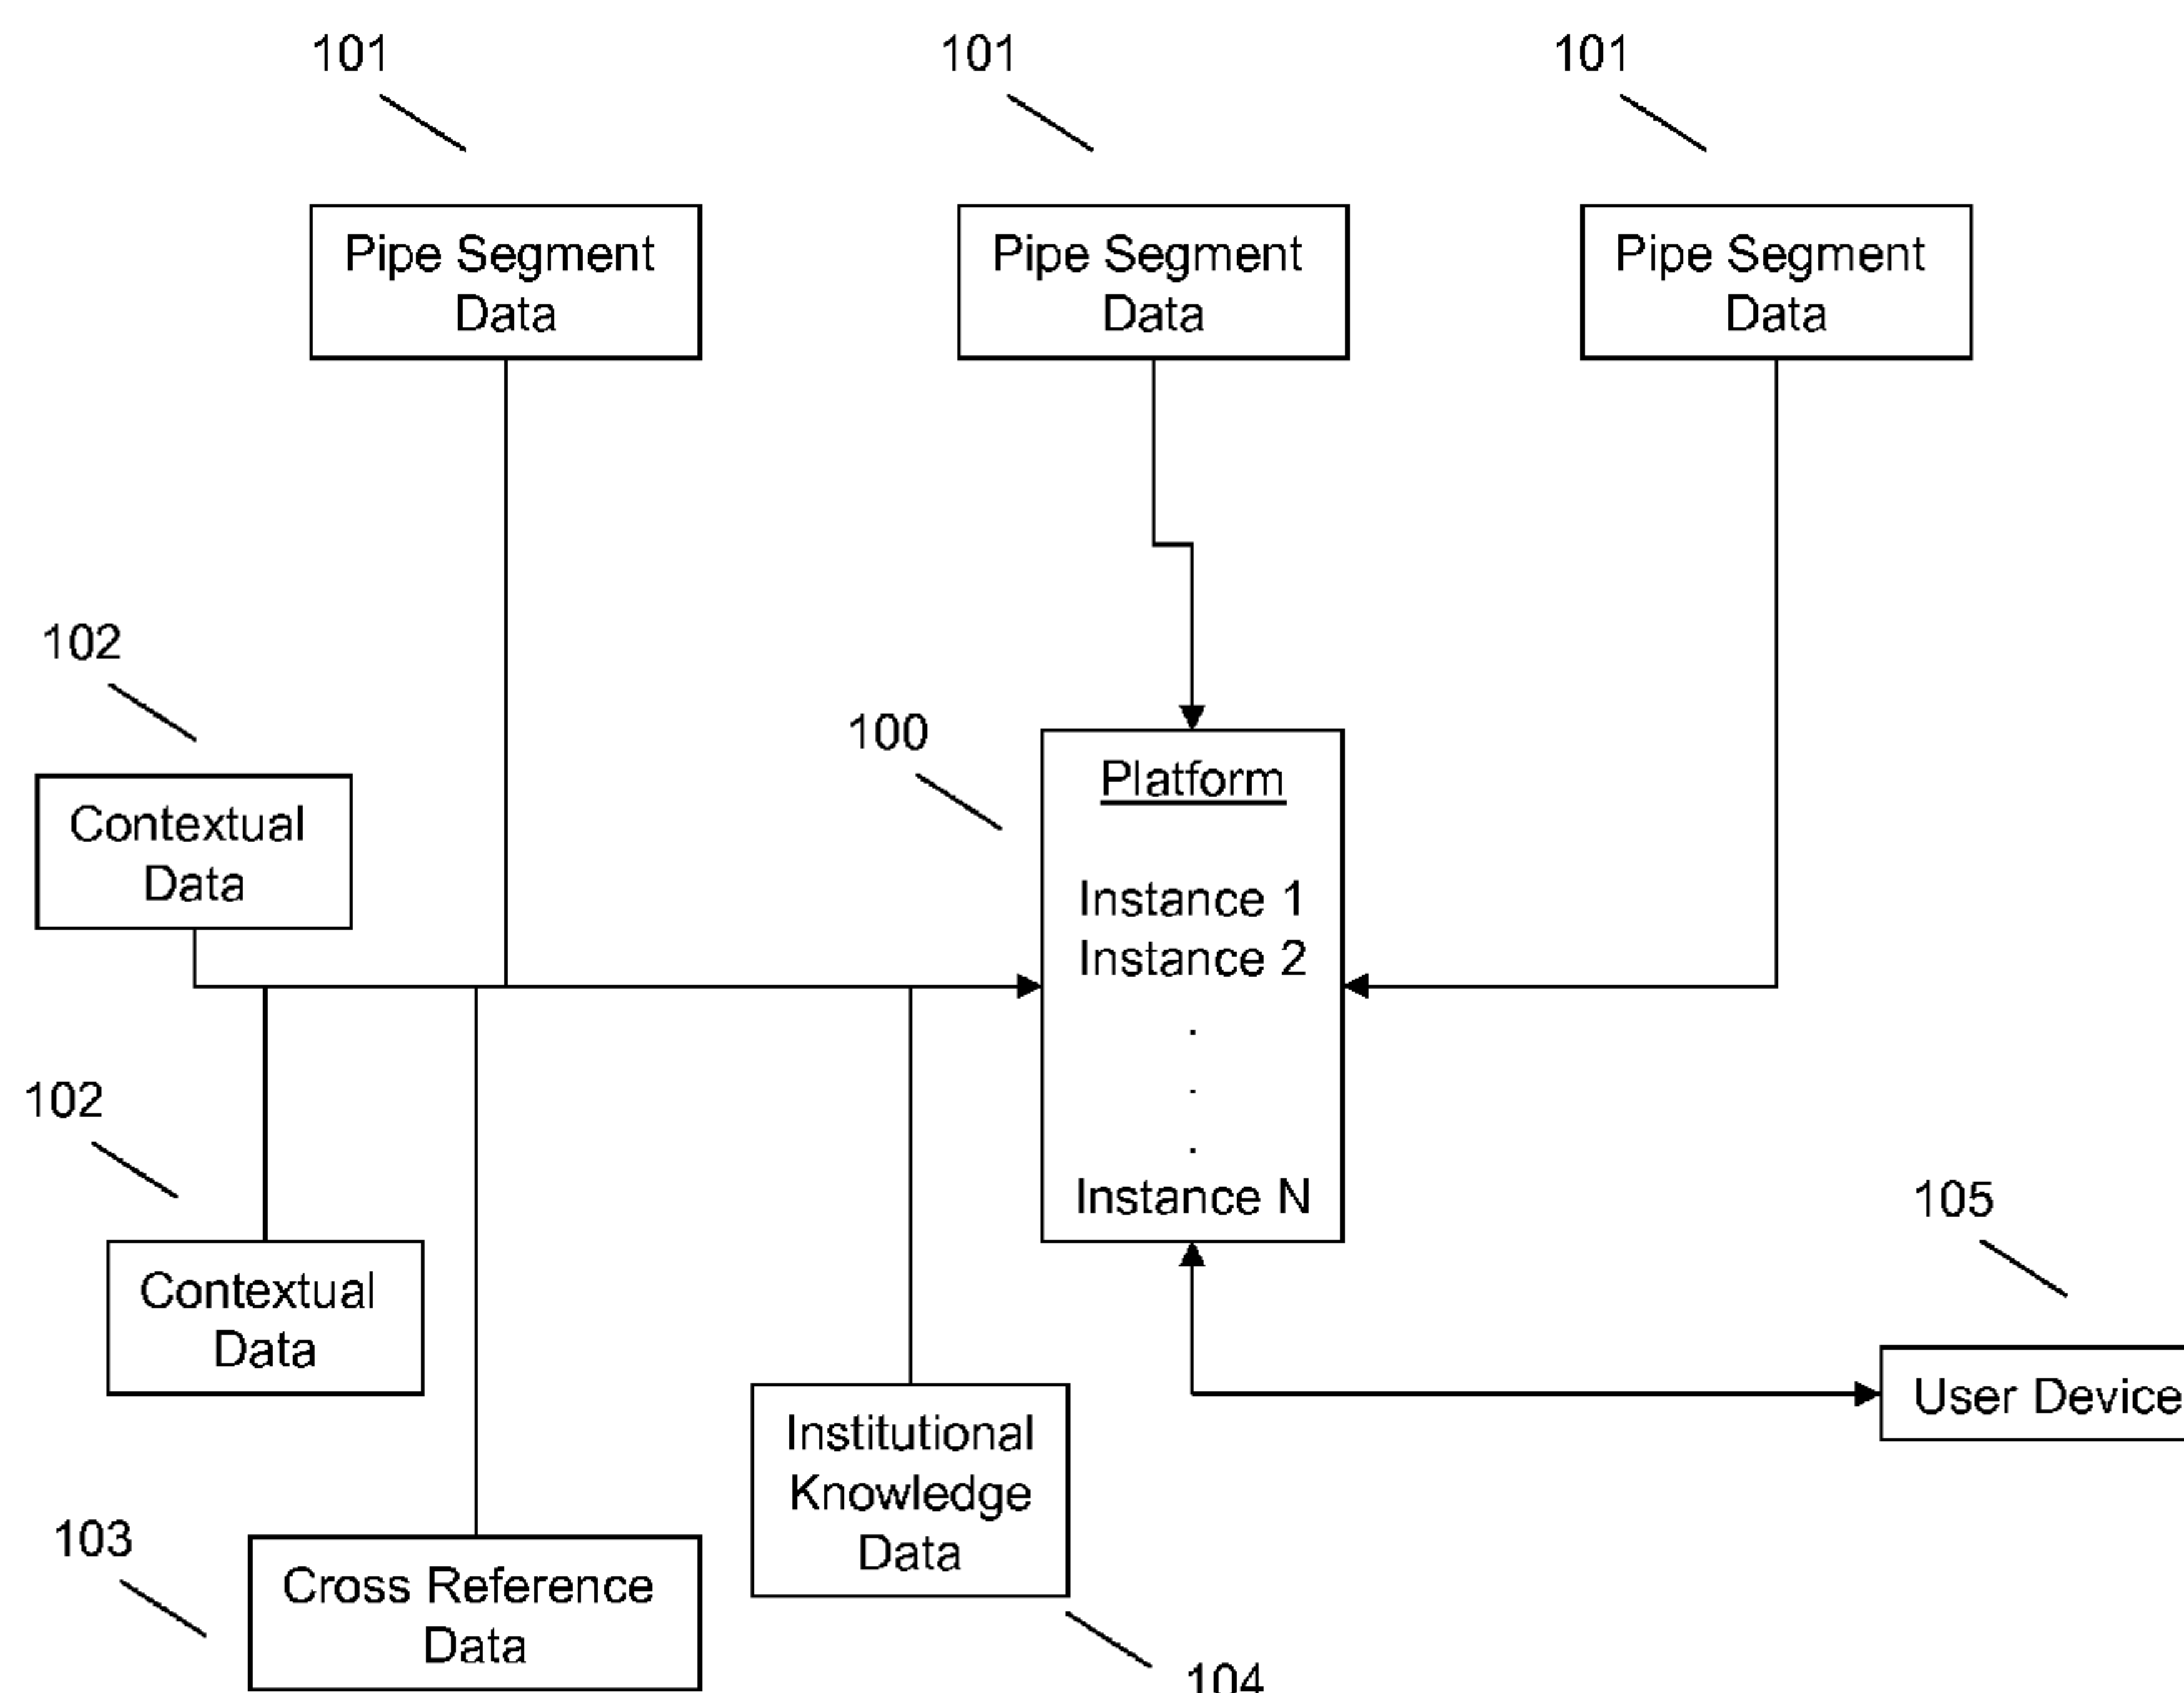 101
101
101
Pipe Segment
Data
Pipe Segment
Data
Pipe Segment
Data
102
Contextual
Data
100
Platform
Instance 1
Instance 2
.
.
.
Instance N
102
Contextual
Data
105
User Device
Institutional
Knowledge
Data
103
Cross Reference
Data
104